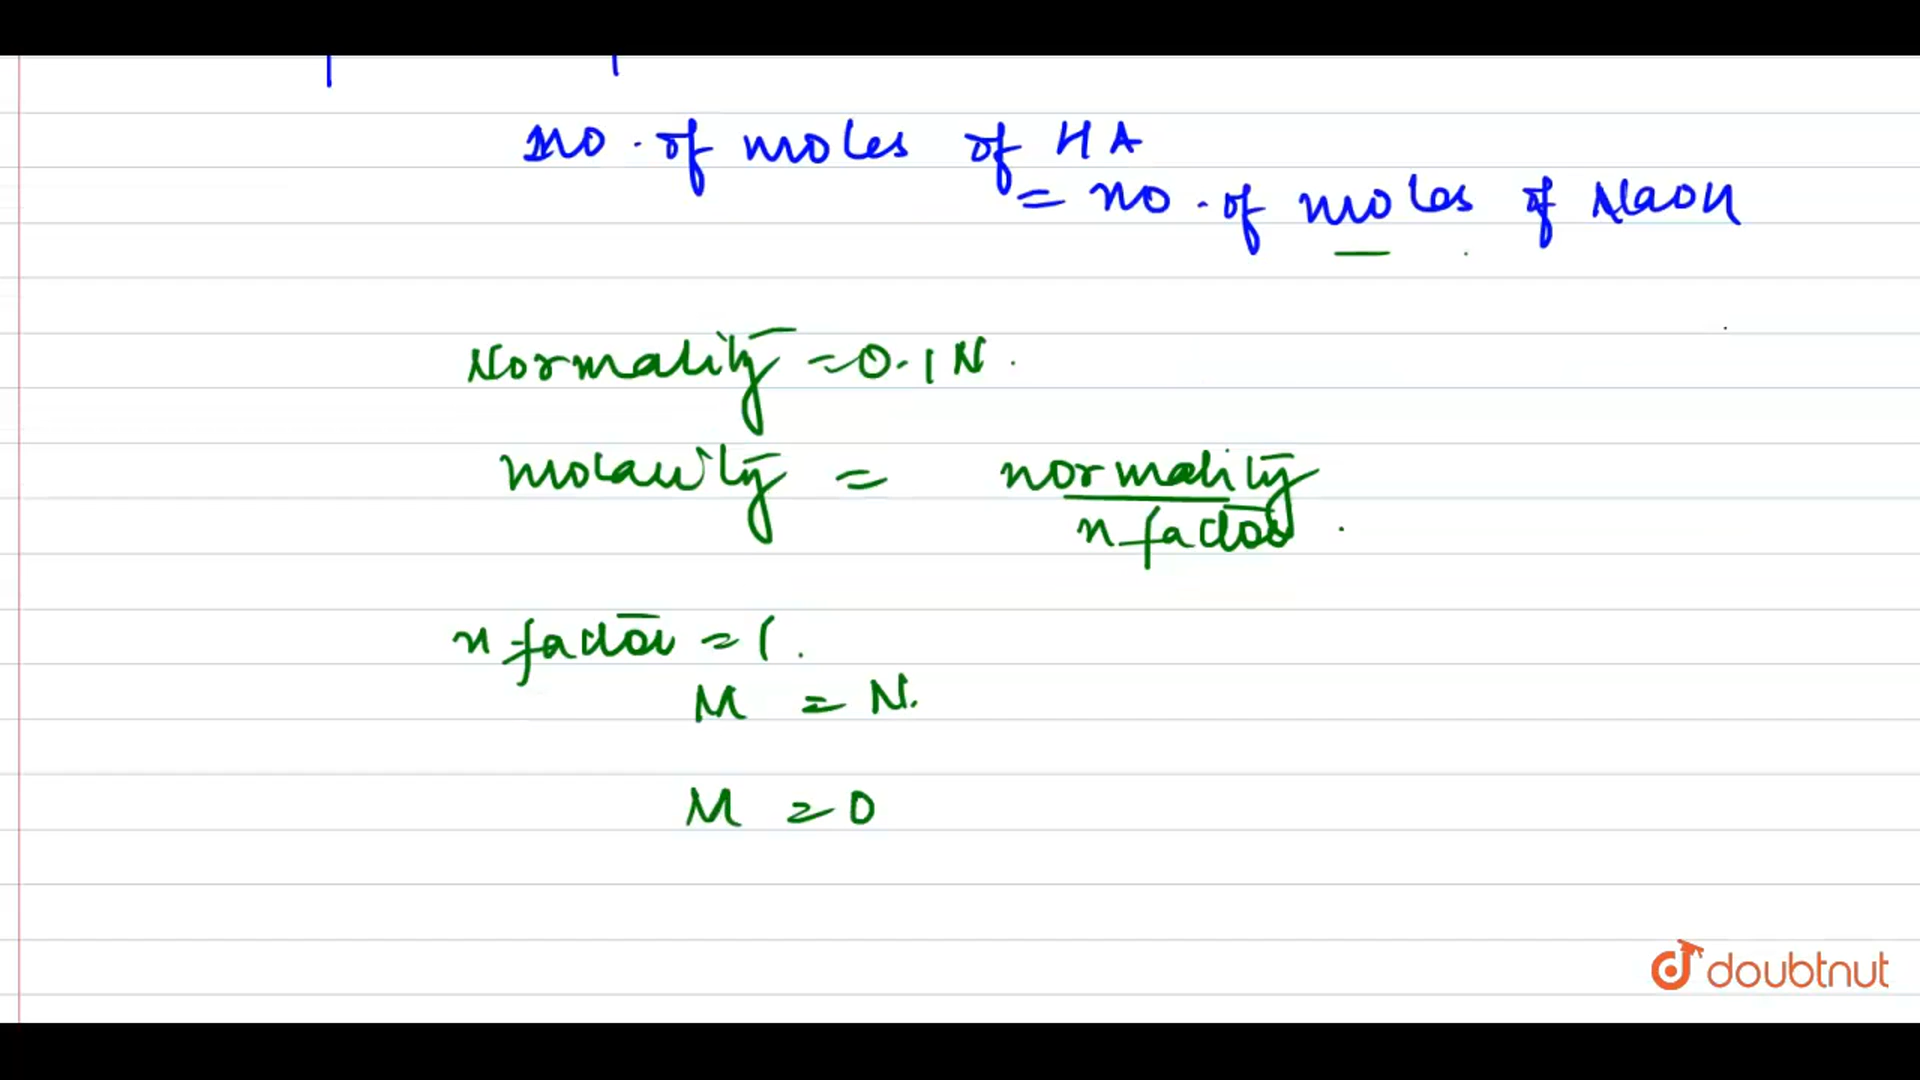 no. of moles of HA
= no. of moles of NaOH
Normality = 0.1 N.
molarity = normality
n factor.
n factor = 1.
M = N.
M = 0
doubtnut